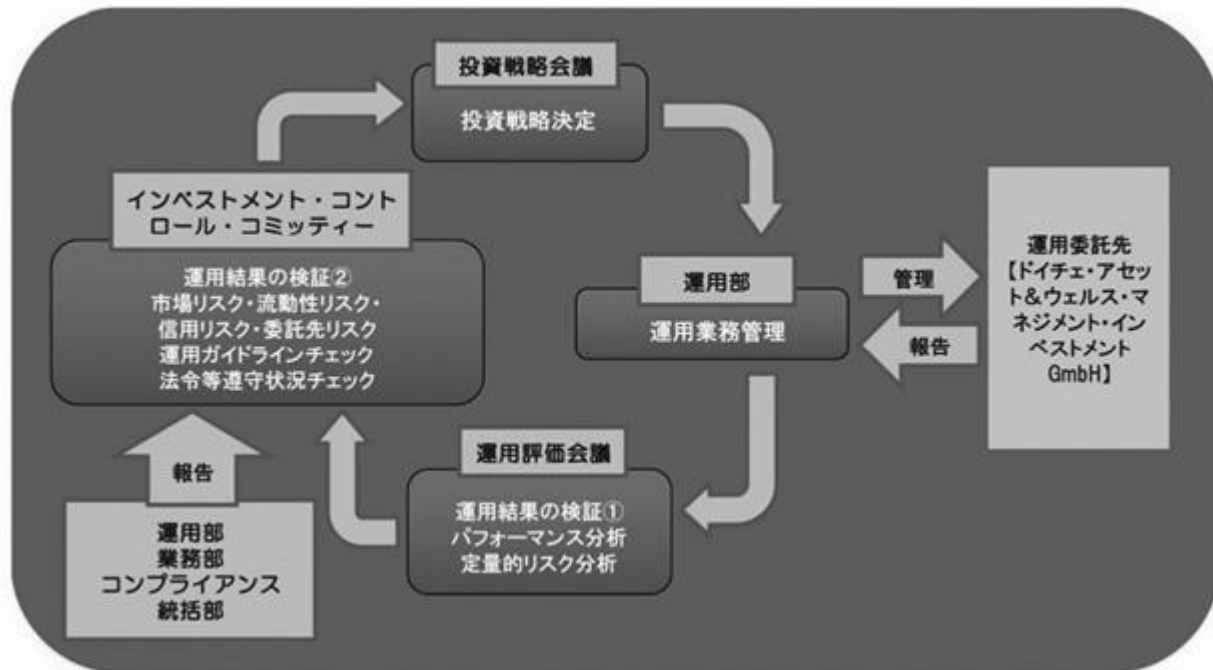 投資戦略会議
投資戦略決定
インベストメント・コント
ロール・コミッティー
運用結果の検証②
市場リスク・流動性リスク・
信用リスク・委託先リスク
運用ガイドラインチェック
法令等遵守状況チェック
運用部
運用業務管理
管理
報告
運用委託先
【ドイチェ・アセッ
ト＆ウェルス・マ
ネジメント・イン
ベストメント
GmbH】
運用評価会議
運用結果の検証①
パフォーマンス分析
定量的リスク分析
報告
運用部
業務部
コンプライアンス
統括部